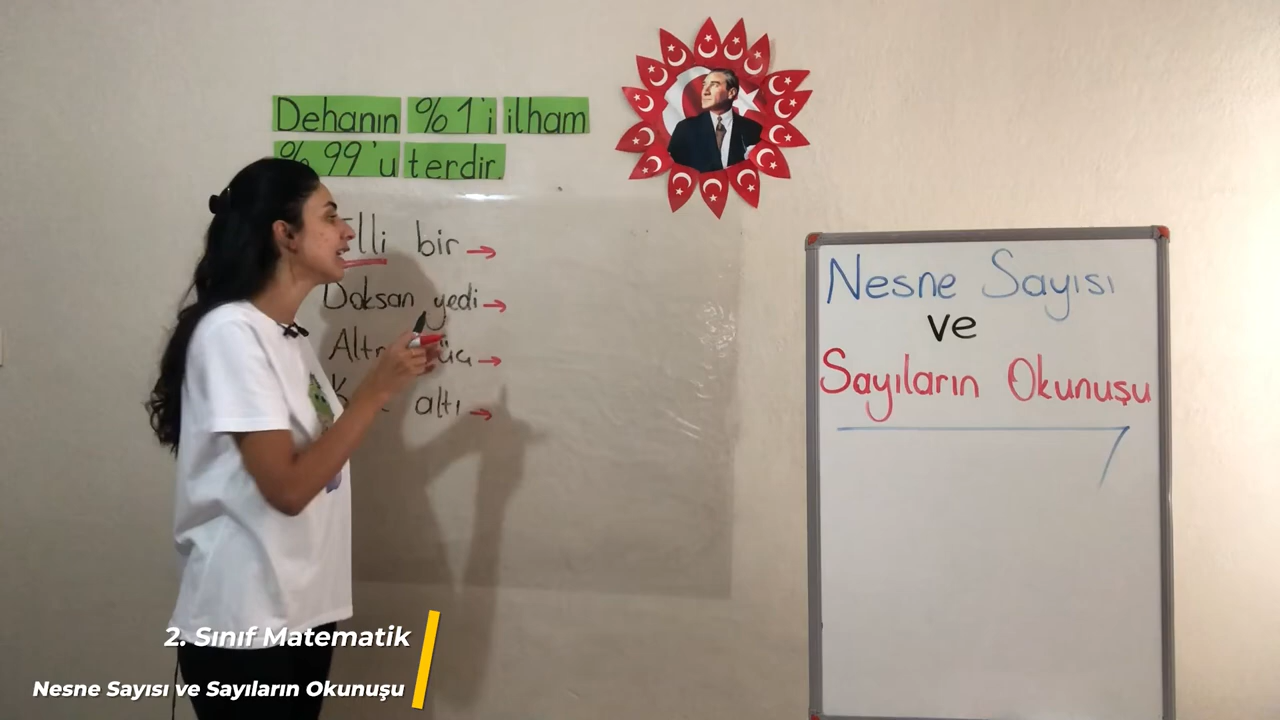 Dehanın %1'i ilham
%99'u terdir.
Elli bir →
Doksan yedi →
üç →
altı →
Nesne Sayısı
ve
Sayıların Okunuşu
2. Sınıf Matematik
Nesne Sayısı ve Sayıların Okunuşu